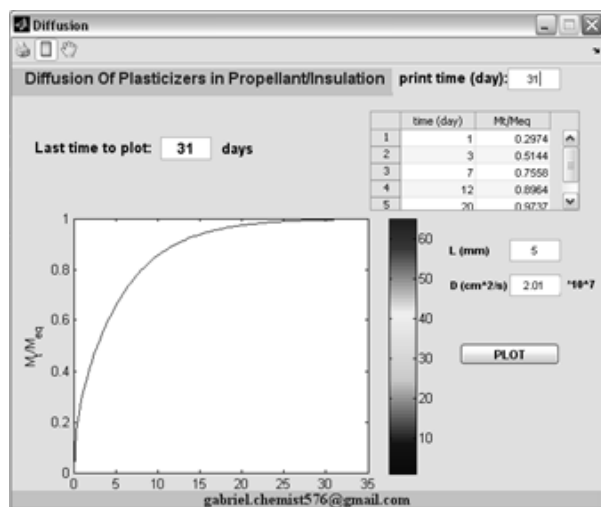 Diffusion
Diffusion Of Plasticizers in Propellant/Insulation print time (day): 31
time (day) Mt/Meq
1 1 0.2974
2 3 0.5144
3 7 0.7558
4 12 0.8964
5 20 0.9737
Last time to plot: 31 days
L (mm) 5
D (cm^2/s) 2.01 *10^7
PLOT
Mt/Meq
1
0.8
0.6
0.4
0.2
0
0 5 10 15 20 25 30 35
60
50
40
30
20
10
gabriel.chemist576@gmail.com